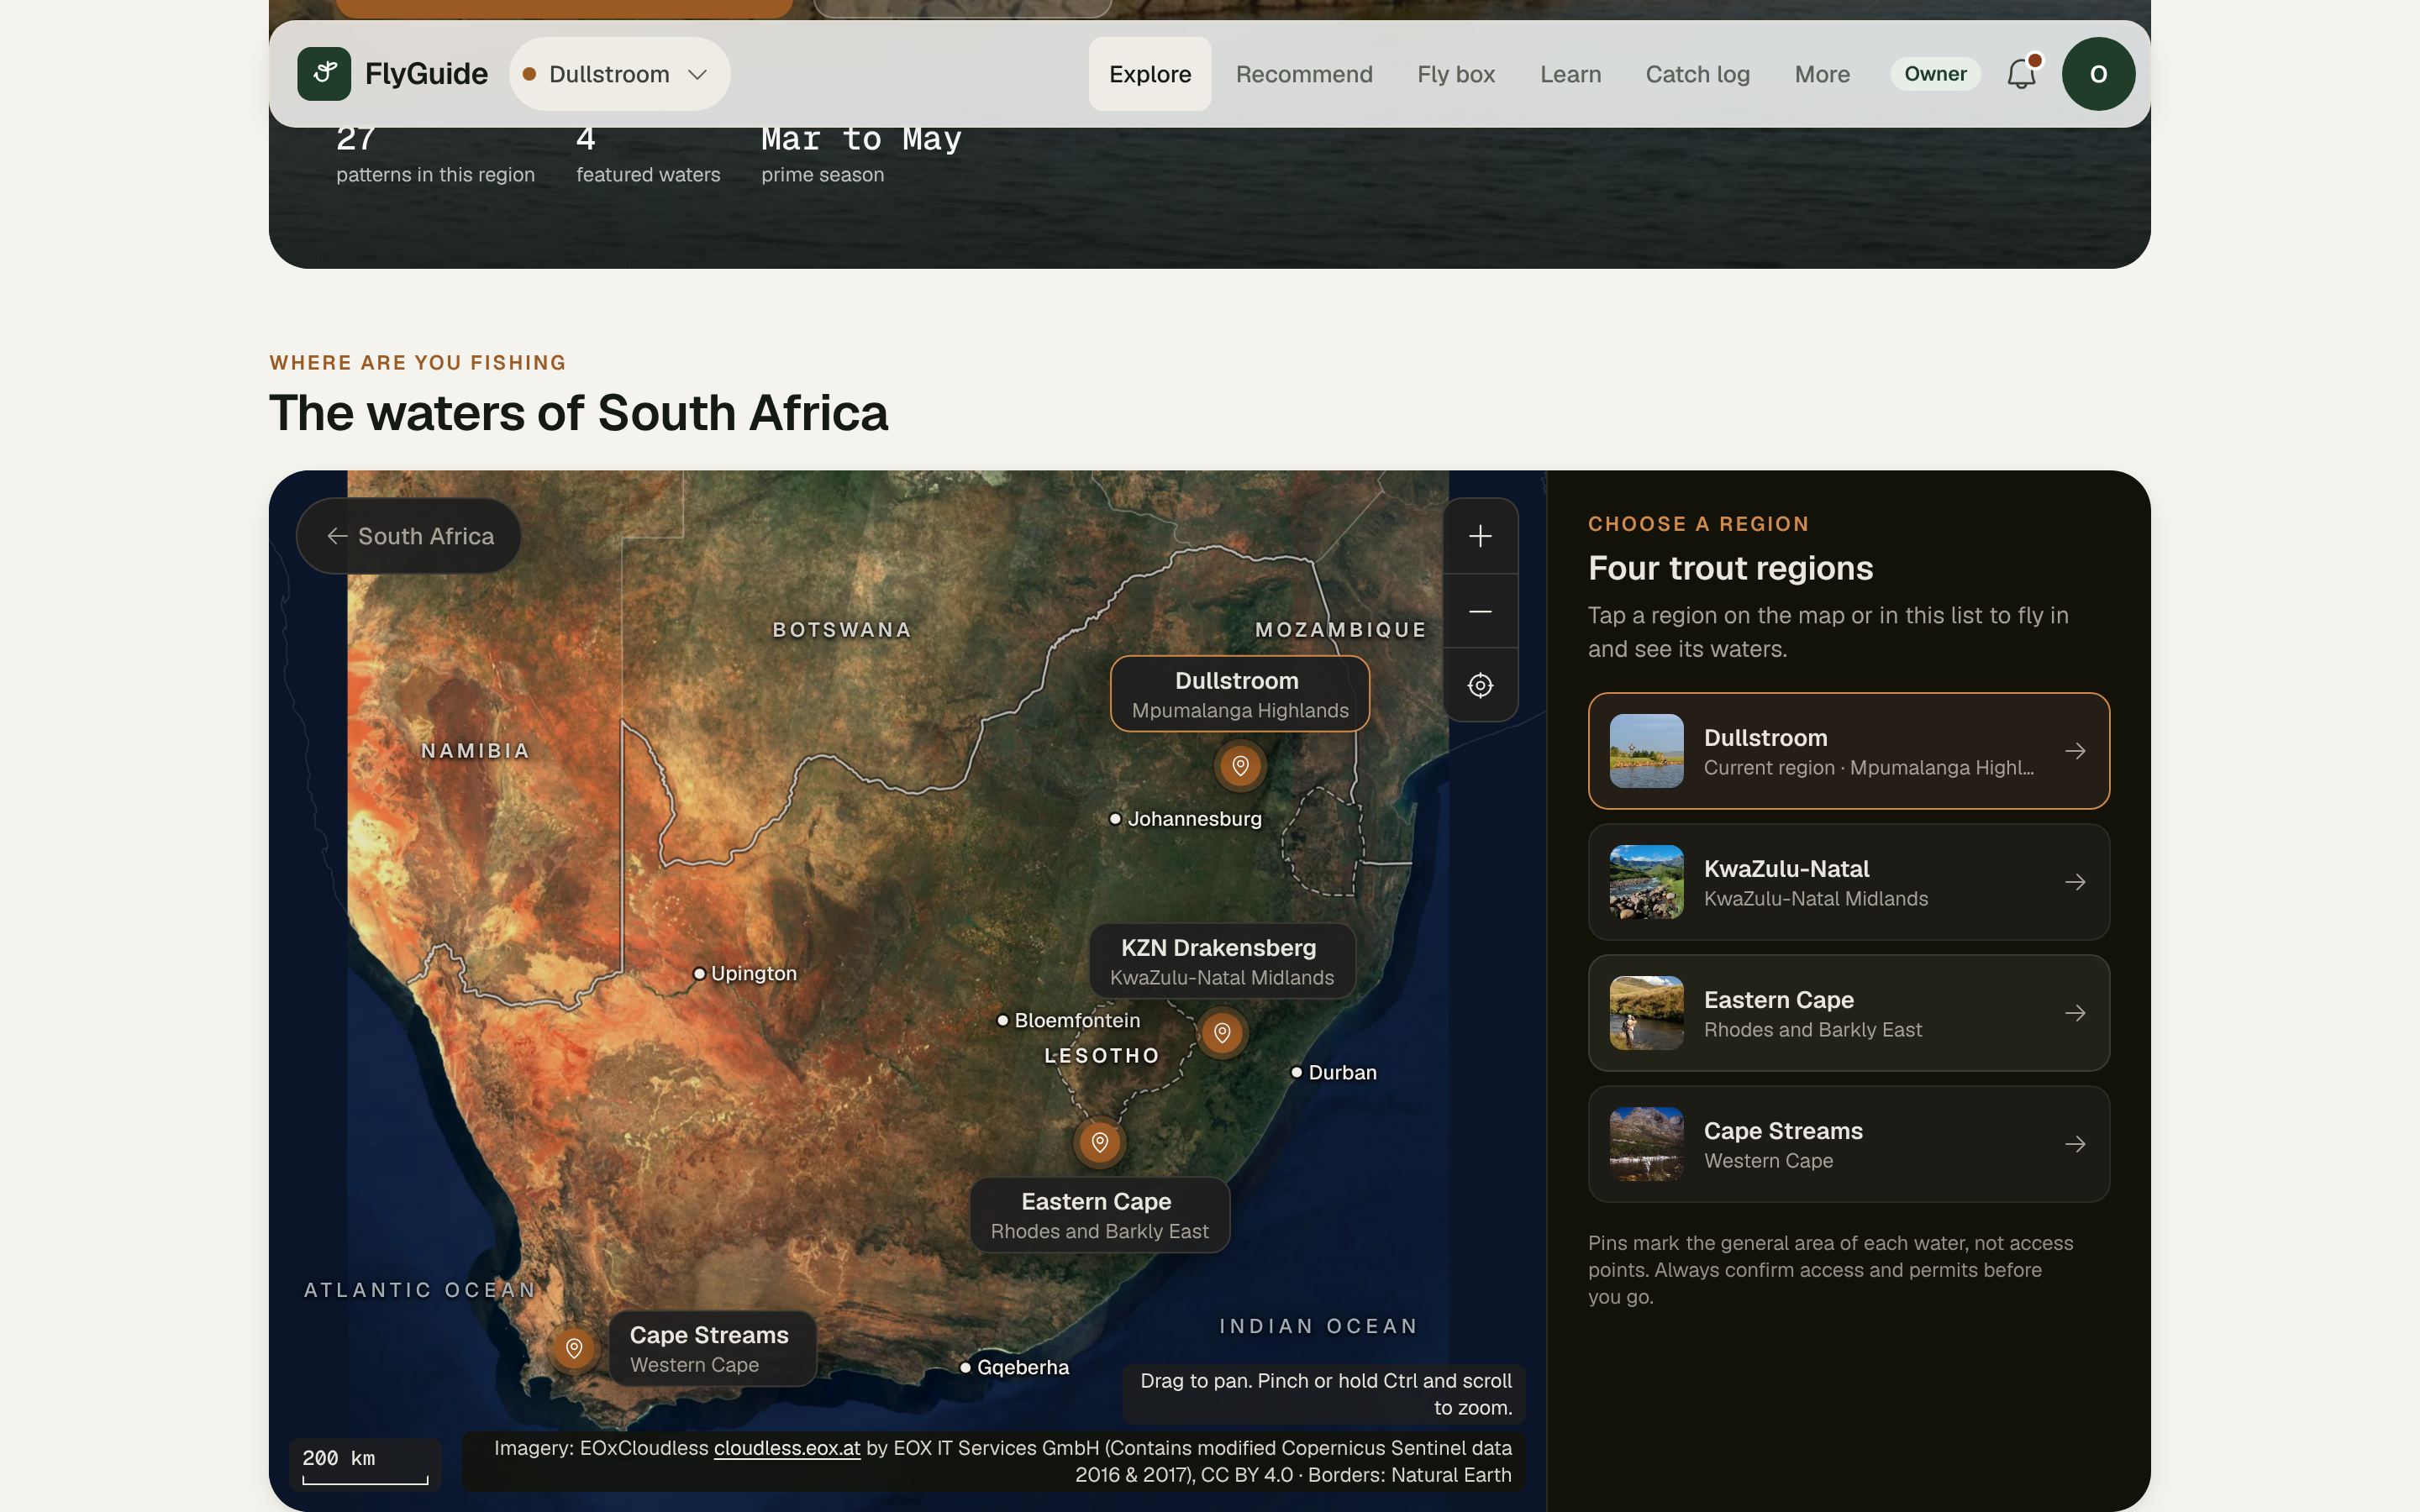 FlyGuide
Dullstroom
Explore
Recommend
Fly box
Learn
Catch log
More
Owner
O
27
patterns in this region
4
featured waters
Mar to May
prime season
WHERE ARE YOU FISHING
The waters of South Africa
South Africa
BOTSWANA
MOZAMBIQUE
Dullstroom
Mpumalanga Highlands
NAMIBIA
Johannesburg
KZN Drakensberg
KwaZulu-Natal Midlands
Upington
Bloemfontein
LESOTHO
Durban
Eastern Cape
Rhodes and Barkly East
ATLANTIC OCEAN
INDIAN OCEAN
Cape Streams
Western Cape
Gqeberha
Drag to pan. Pinch or hold Ctrl and scroll
to zoom.
200 km
Imagery: EOxCloudless cloudless.eox.at by EOX IT Services GmbH (Contains modified Copernicus Sentinel data
2016 & 2017), CC BY 4.0 · Borders: Natural Earth
CHOOSE A REGION
Four trout regions
Tap a region on the map or in this list to fly in
and see its waters.
Dullstroom
Current region · Mpumalanga Highl...
KwaZulu-Natal
KwaZulu-Natal Midlands
Eastern Cape
Rhodes and Barkly East
Cape Streams
Western Cape
Pins mark the general area of each water, not access
points. Always confirm access and permits before
you go.